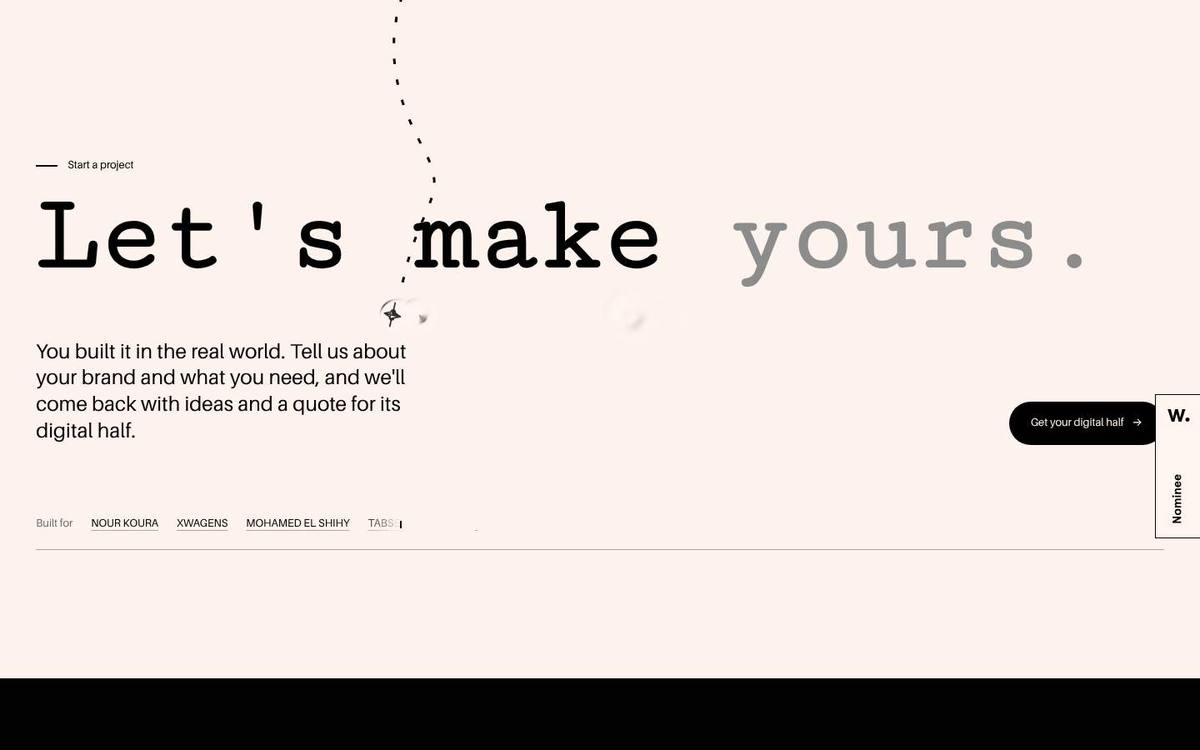 Start a project
Let's make yours.
You built it in the real world. Tell us about
your brand and what you need, and we'll
come back with ideas and a quote for its
digital half.
Get your digital half →
W.
Nominee
Built for NOUR KOURA XWAGENS MOHAMED EL SHIHY